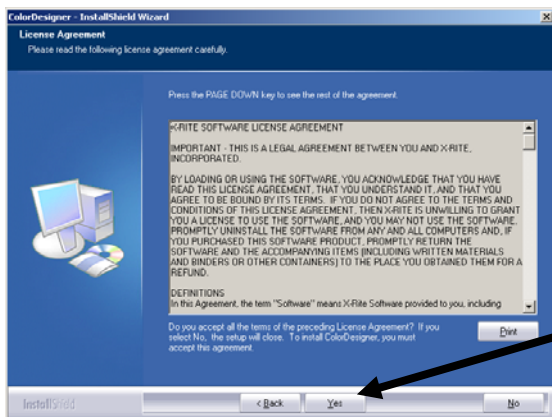 ColorDesigner - InstallShield Wizard
License Agreement
Please read the following license agreement carefully.
Press the PAGE DOWN key to see the rest of the agreement.
X-RITE SOFTWARE LICENSE AGREEMENT
IMPORTANT - THIS IS A LEGAL AGREEMENT BETWEEN YOU AND X-RITE,
INCORPORATED.
BY LOADING OR USING THE SOFTWARE, YOU ACKNOWLEDGE THAT YOU HAVE
READ THIS LICENSE AGREEMENT, THAT YOU UNDERSTAND IT, AND THAT YOU
AGREE TO BE BOUND BY ITS TERMS. IF YOU DO NOT AGREE TO THE TERMS AND
CONDITIONS OF THIS LICENSE AGREEMENT, THEN X-RITE IS UNWILLING TO GRANT
YOU A LICENSE TO USE THE SOFTWARE, AND YOU MAY NOT USE THE SOFTWARE.
PROMPTLY UNINSTALL THE SOFTWARE FROM ANY AND ALL COMPUTERS AND, IF
YOU PURCHASED THIS SOFTWARE PRODUCT, PROMPTLY RETURN THE
SOFTWARE AND THE ACCOMPANYING ITEMS (INCLUDING WRITTEN MATERIALS
AND BINDERS OR OTHER CONTAINERS) TO THE PLACE YOU OBTAINED THEM FOR A
REFUND.
DEFINITIONS
In this Agreement, the term "Software" means X-Rite Software provided to you, including
Do you accept all the terms of the preceding License Agreement? If you
select No, the setup will close. To install ColorDesigner, you must
accept this agreement.
Print
InstallShield
< Back
Yes
No